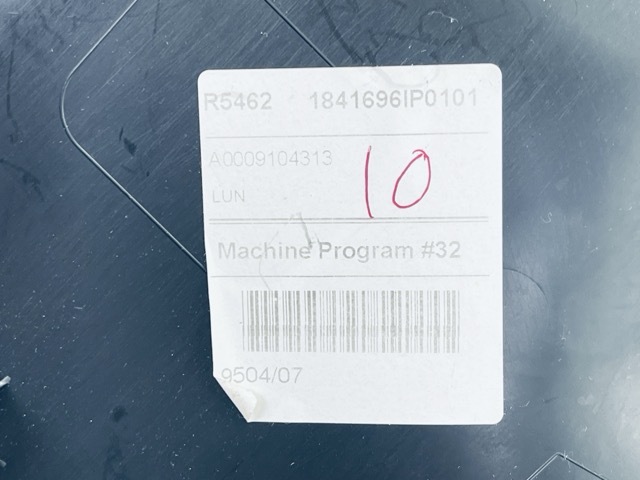 R5462 1841696IP0101
A0009104313
10
LUN
Machine Program #32
9504/07